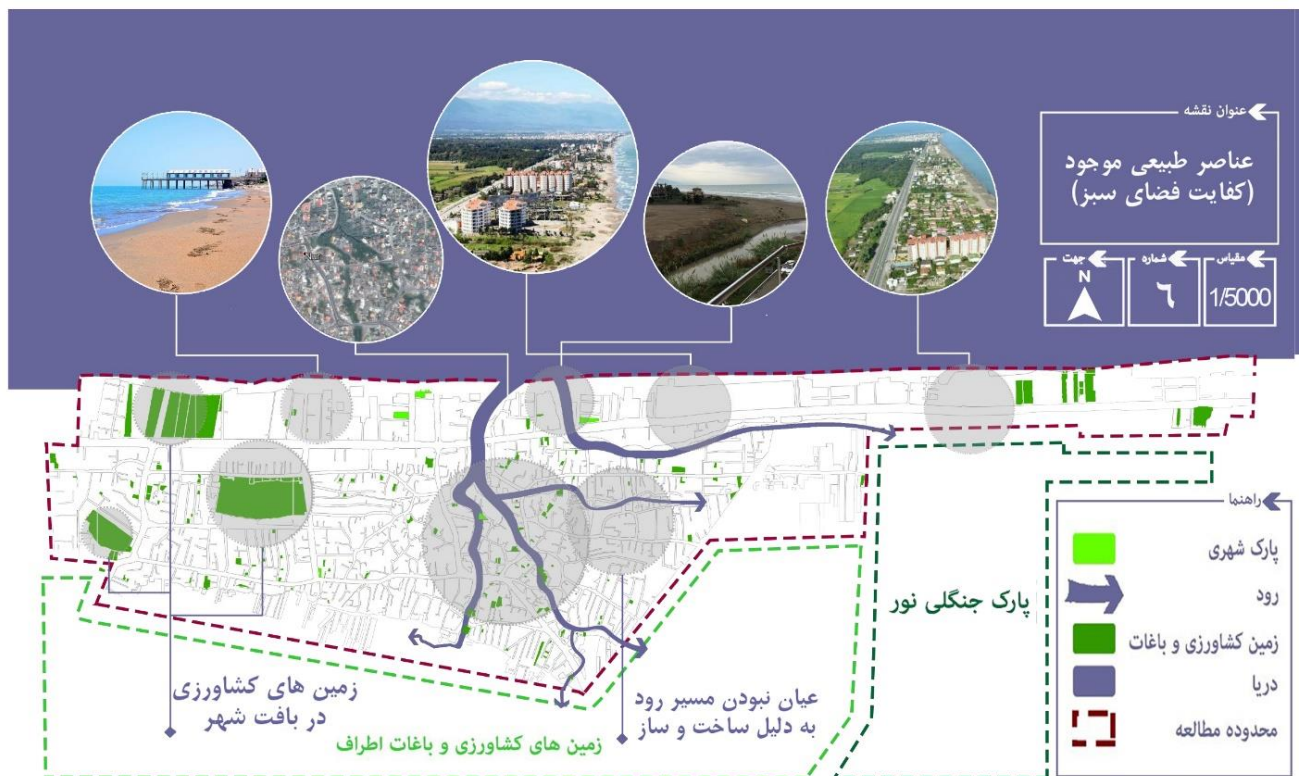 عنوان نقشه
عناصر طبیعی موجود
(کفایت فضای سبز)
مقیاس
1/5000
شماره
٦
جهت
N
راهنما
پارک شهری
رود
زمین کشاورزی و باغات
دریا
محدوده مطالعه
پارک جنگلی نور
زمین های کشاورزی
در بافت شهر
عیان نبودن مسیر رود
به دلیل ساخت و ساز
زمین های کشاورزی و باغات اطراف